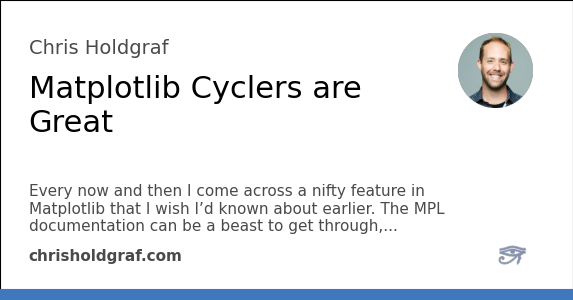 Chris Holdgraf
Matplotlib Cyclers are
Great
Every now and then I come across a nifty feature in
Matplotlib that I wish I’d known about earlier. The MPL
documentation can be a beast to get through,...
chrisholdgraf.com